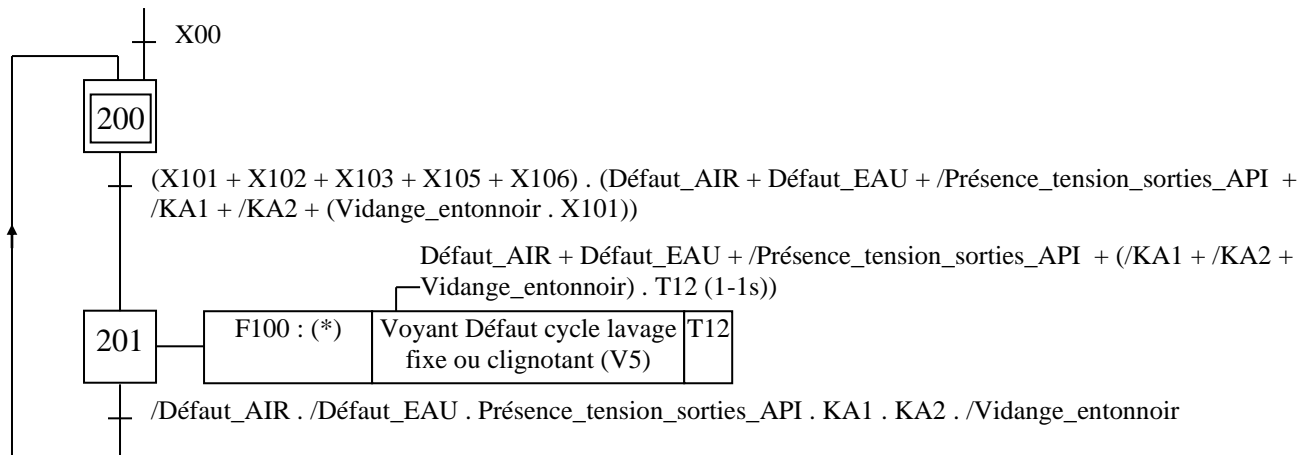 X00
200
(X101 + X102 + X103 + X105 + X106) . (Défaut_AIR + Défaut_EAU + /Présence_tension_sorties_API +
/KA1 + /KA2 + (Vidange_entonnoir . X101))
Défaut_AIR + Défaut_EAU + /Présence_tension_sorties_API + (/KA1 + /KA2 +
Vidange_entonnoir) . T12 (1-1s))
201
F100 : (*)
Voyant Défaut cycle lavage
fixe ou clignotant (V5)
T12
/Défaut_AIR . /Défaut_EAU . Présence_tension_sorties_API . KA1 . KA2 . /Vidange_entonnoir